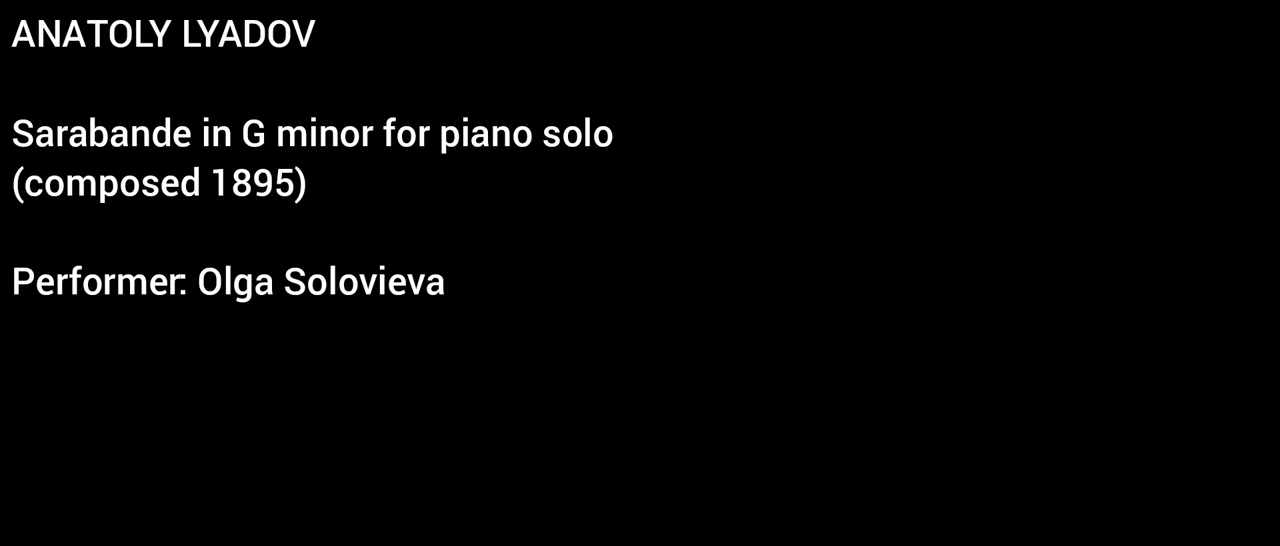 ANATOLY LYADOV
Sarabande in G minor for piano solo
(composed 1895)
Performer: Olga Solovieva